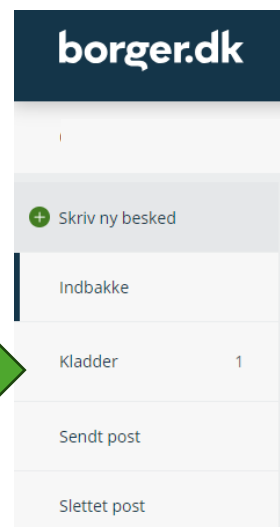 borger.dk
Skriv ny besked
Indbakke
Kladder 1
Sendt post
Slettet post